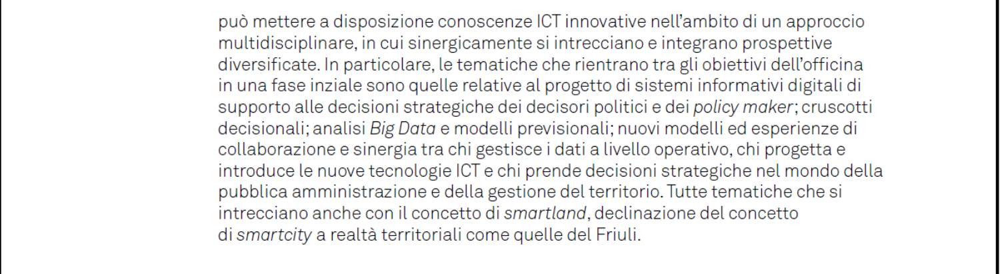 può mettere a disposizione conoscenze ICT innovative nell’ambito di un approccio
multidisciplinare, in cui sinergicamente si intrecciano e integrano prospettive
diversificate. In particolare, le tematiche che rientrano tra gli obiettivi dell’officina
in una fase inziale sono quelle relative al progetto di sistemi informativi digitali di
supporto alle decisioni strategiche dei decisori politici e dei policy maker; cruscotti
decisionali; analisi Big Data e modelli previsionali; nuovi modelli ed esperienze di
collaborazione e sinergia tra chi gestisce i dati a livello operativo, chi progetta e
introduce le nuove tecnologie ICT e chi prende decisioni strategiche nel mondo della
pubblica amministrazione e della gestione del territorio. Tutte tematiche che si
intrecciano anche con il concetto di smartland, declinazione del concetto
di smartcity a realtà territoriali come quelle del Friuli.